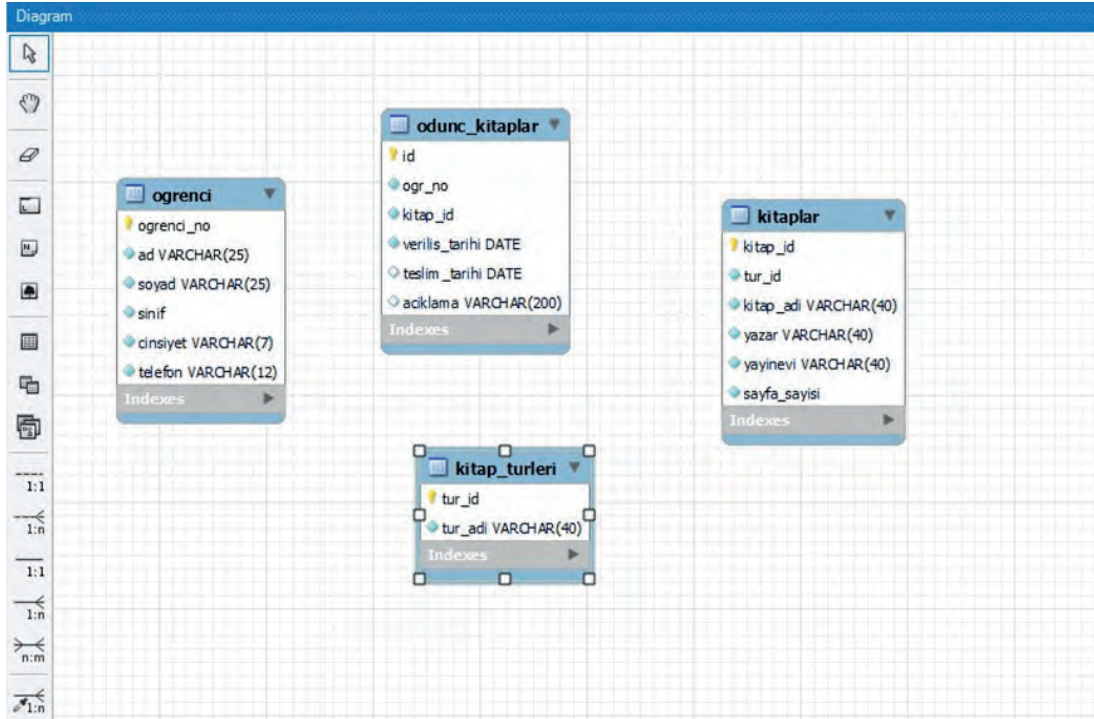 Diagram
ogrenci
ogrenci_no
ad VARCHAR(25)
soyad VARCHAR(25)
sinif
cinsiyet VARCHAR(7)
telefon VARCHAR(12)
Indexes
odunc_kitaplar
id
ogr_no
kitap_id
verilis_tarihi DATE
teslim_tarihi DATE
aciklama VARCHAR(200)
Indexes
kitaplar
kitap_id
tur_id
kitap_adi VARCHAR(40)
yazar VARCHAR(40)
yayinevi VARCHAR(40)
sayfa_sayisi
Indexes
kitap_turleri
tur_id
tur_adi VARCHAR(40)
Indexes
1:1
1:n
1:1
1:n
n:m
1:n